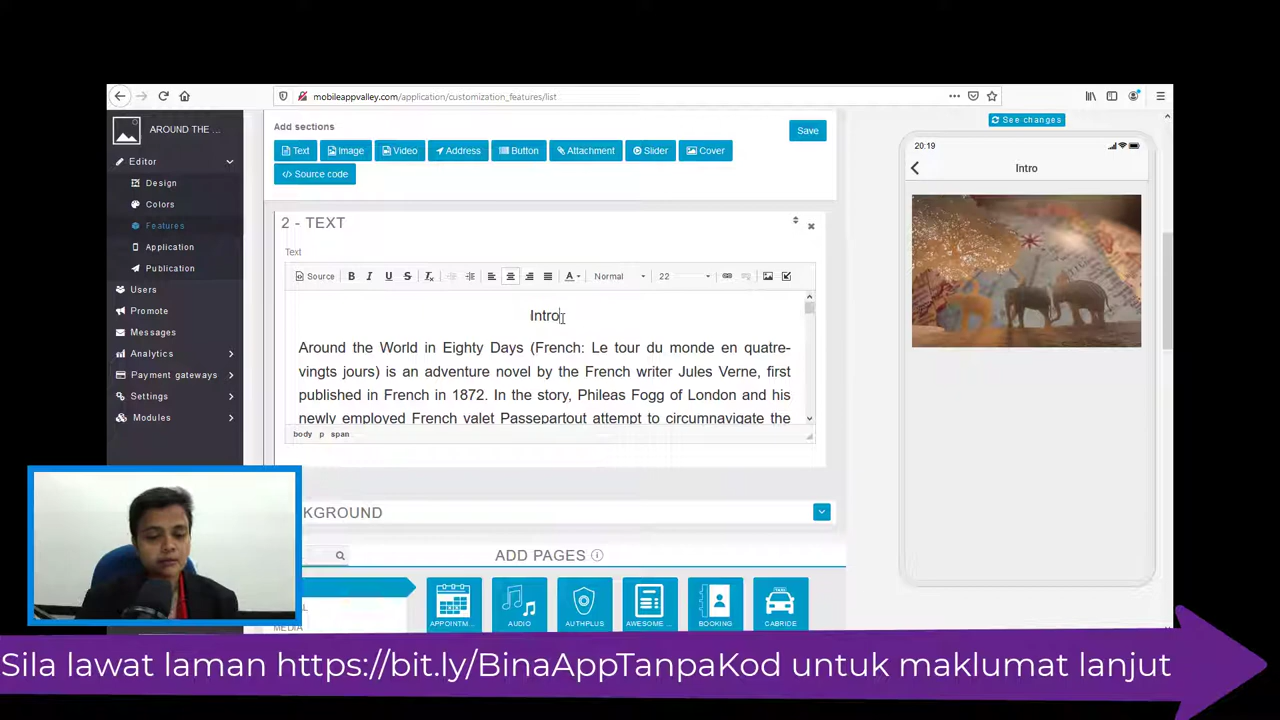 mobileappvalley.com/application/customization_features/list
AROUND THE ...
Editor
Design
Colors
Features
Application
Publication
Users
Promote
Messages
Analytics
Payment gateways
Settings
Modules
Add sections
Save
Text
Image
Video
Address
Button
Attachment
Slider
Cover
</> Source code
2 - TEXT
Text
Source
B I U S
Normal
22
Intro
Around the World in Eighty Days (French: Le tour du monde en quatre-
vingts jours) is an adventure novel by the French writer Jules Verne, first
published in French in 1872. In the story, Phileas Fogg of London and his
newly employed French valet Passepartout attempt to circumnavigate the
body p span
KGROUND
ADD PAGES
MEDIA
APPOINTM...
AUDIO
AUTHPLUS
AWESOME ...
BOOKING
CABRIDE
See changes
20:19
Intro
Sila lawat laman https://bit.ly/BinaAppTanpaKod untuk maklumat lanjut